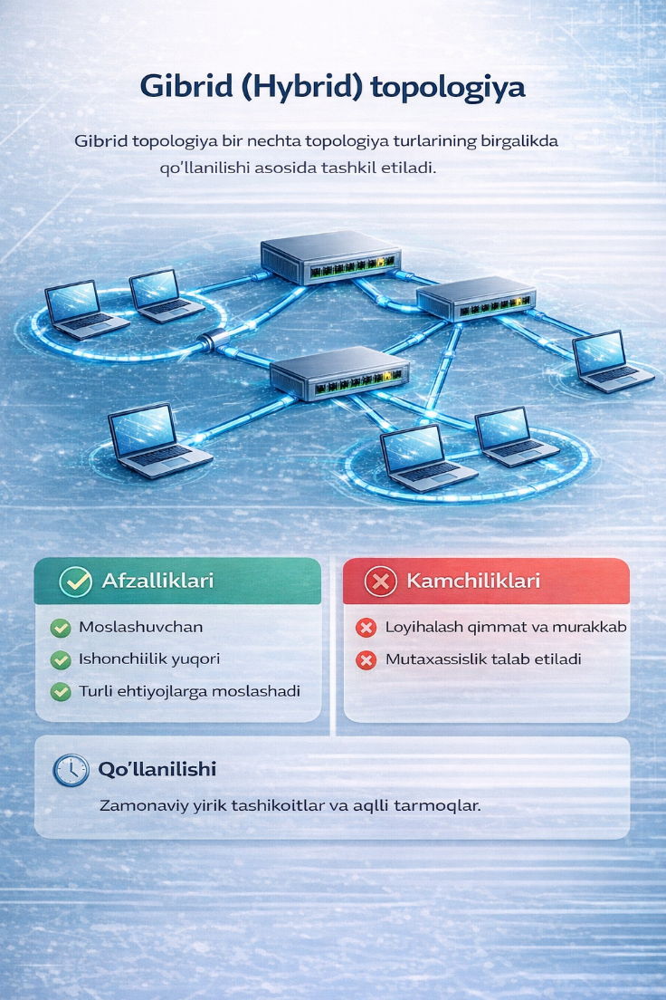 Gibrid (Hybrid) topologiya
Gibrid topologiya bir nechta topologiya turlarining birgalikda
qo'llanilishi asosida tashkil etiladi.
Afzalliklari
Moslashuvchan
Ishonchiilik yuqori
Turli ehtiyojlarga moslashadi
Kamchiliklari
Loyihalash qimmat va murakkab
Mutaxassislik talab etiladi
Qo'llanilishi
Zamonaviy yirik tashikoitlar va aqlli tarmoqlar.